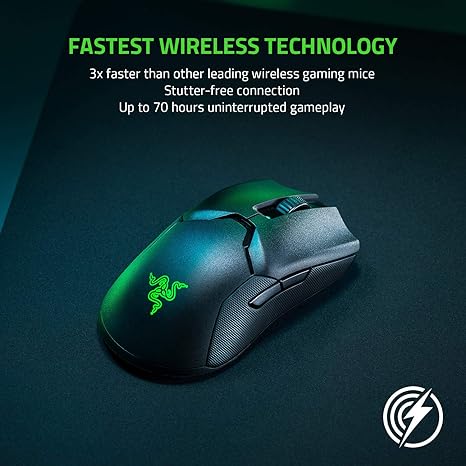 FASTEST WIRELESS TECHNOLOGY
3x faster than other leading wireless gaming mice
Stutter-free connection
Up to 70 hours uninterrupted gameplay